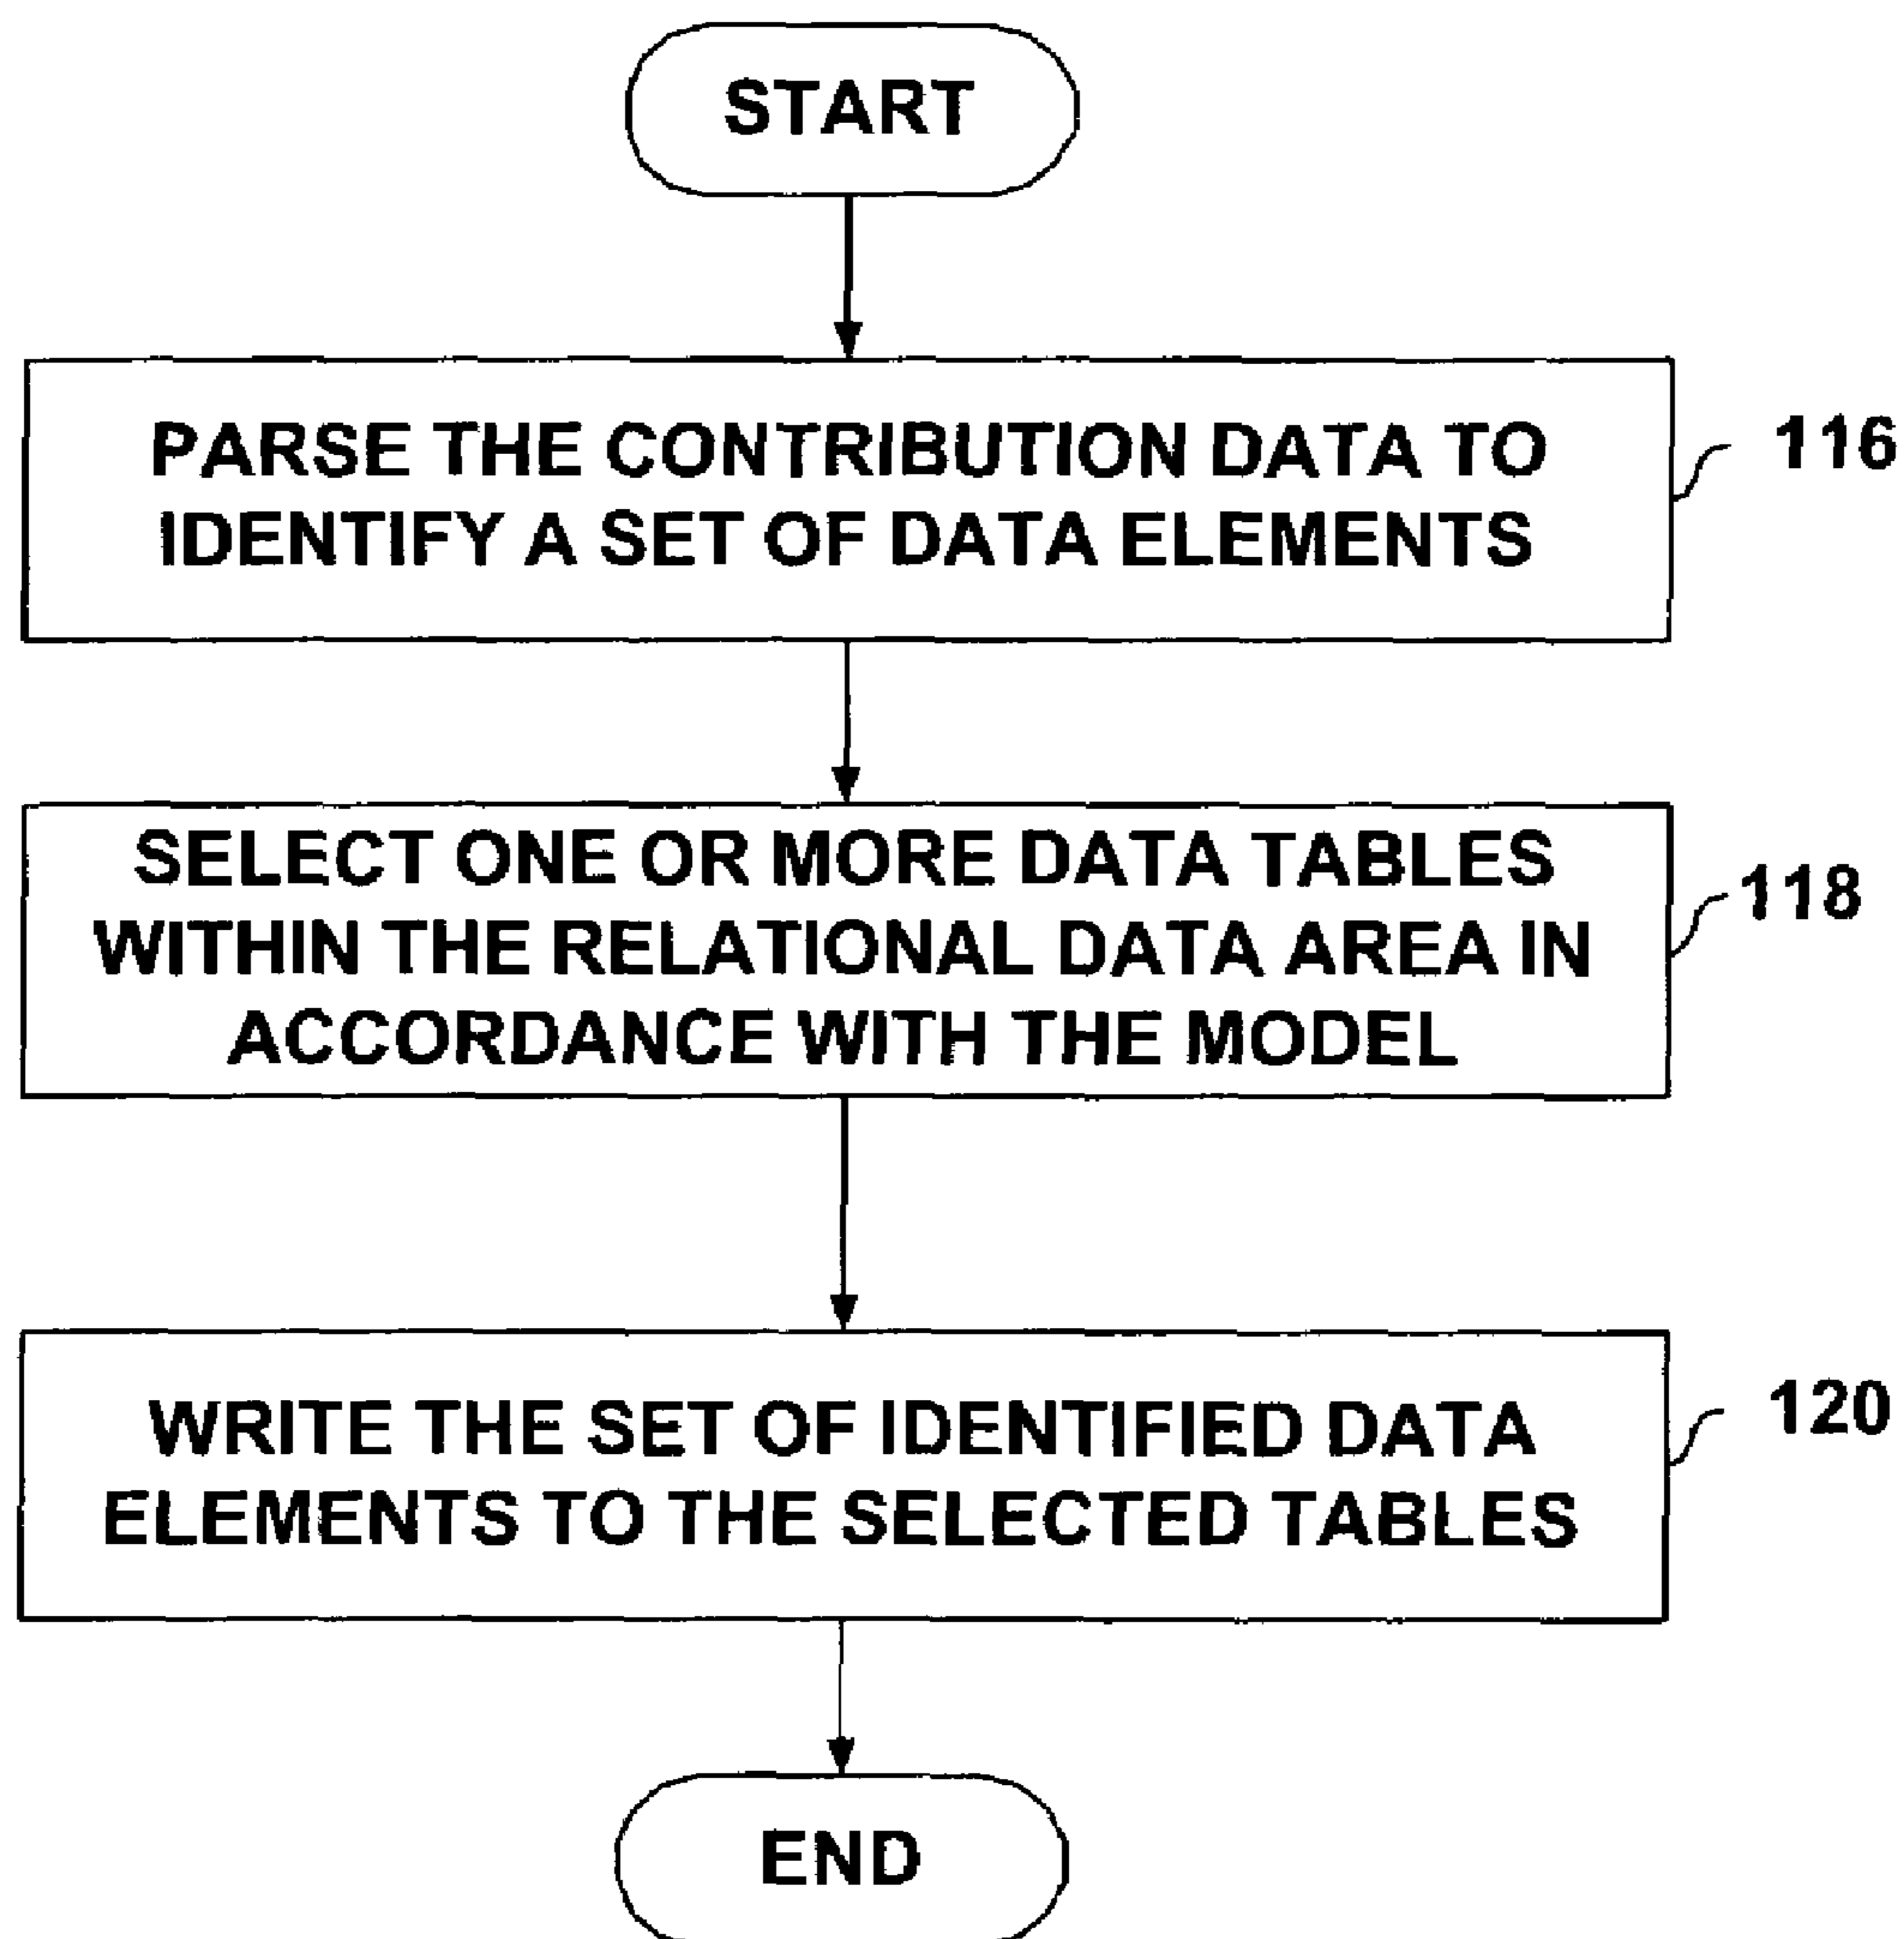 START
PARSE THE CONTRIBUTION DATA TO
IDENTIFY A SET OF DATA ELEMENTS
116
SELECT ONE OR MORE DATA TABLES
WITHIN THE RELATIONAL DATA AREA IN
ACCORDANCE WITH THE MODEL
118
WRITE THE SET OF IDENTIFIED DATA
ELEMENTS TO THE SELECTED TABLES
120
END